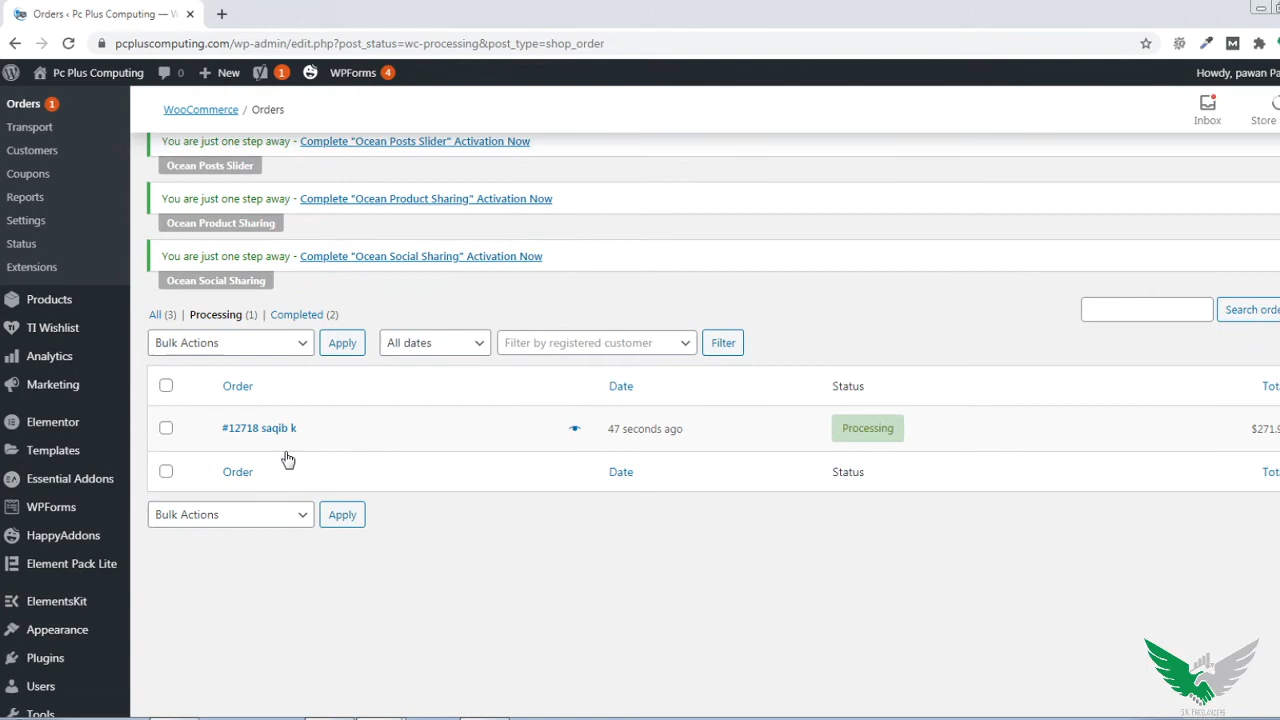 Orders ‹ Pc Plus Computing — W
pcpluscomputing.com/wp-admin/edit.php?post_status=wc-processing&post_type=shop_order
Pc Plus Computing 0 New 1 WPForms 4 Howdy, pawan Pa
Orders 1
Transport
Customers
Coupons
Reports
Settings
Status
Extensions
Products
TI Wishlist
Analytics
Marketing
Elementor
Templates
Essential Addons
WPForms
HappyAddons
Element Pack Lite
ElementsKit
Appearance
Plugins
Users
Tools
WooCommerce / Orders
Inbox Store
You are just one step away - Complete "Ocean Posts Slider" Activation Now
Ocean Posts Slider
You are just one step away - Complete "Ocean Product Sharing" Activation Now
Ocean Product Sharing
You are just one step away - Complete "Ocean Social Sharing" Activation Now
Ocean Social Sharing
All (3) | Processing (1) | Completed (2)
Search orde
Bulk Actions Apply All dates Filter by registered customer Filter
Order Date Status Tot
#12718 saqib k 47 seconds ago Processing $271.9
Order Date Status Tot
Bulk Actions Apply
S.K FREELANCERS